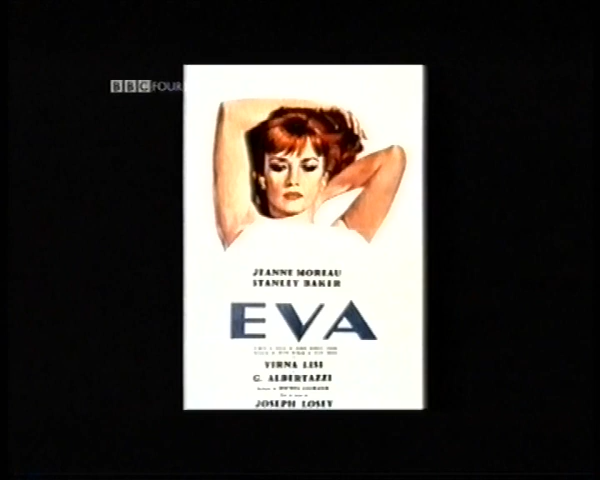 BBC FOUR
JEANNE MOREAU
STANLEY BAKER
EVA
VIRNA LISI
G. ALBERTAZZI
JOSEPH LOSEY